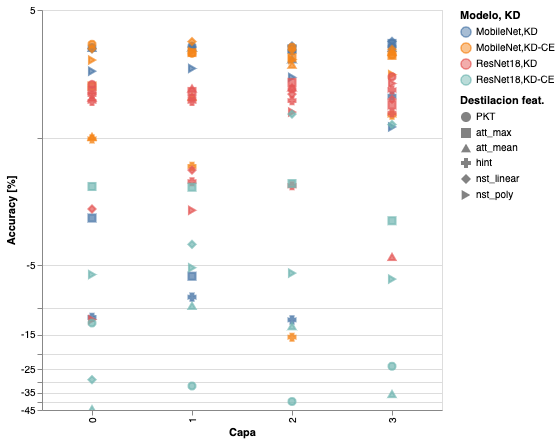 5
-5
-15
-25
-35
-45
Accuracy [%]
0
1
2
3
Capa
Modelo, KD
MobileNet,KD
MobileNet,KD-CE
ResNet18,KD
ResNet18,KD-CE
Destilacion feat.
PKT
att_max
att_mean
hint
nst_linear
nst_poly